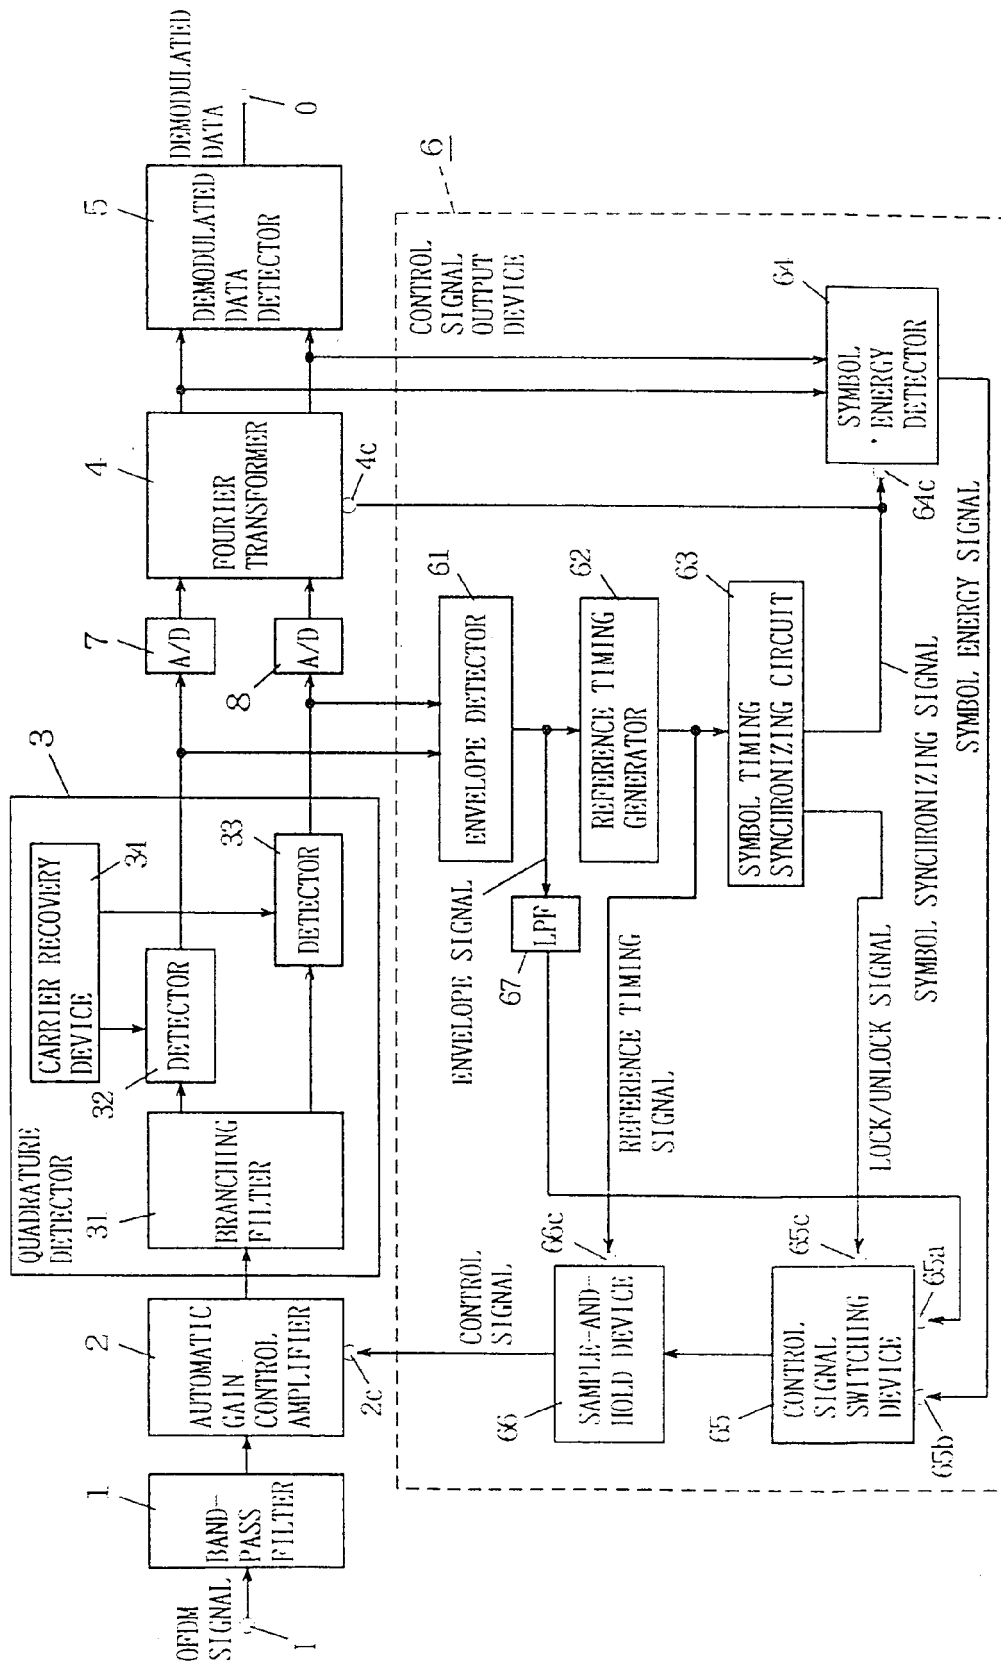 OFDM
SIGNAL
I
1
BAND-
PASS
FILTER
2
AUTOMATIC
GAIN
CONTROL
AMPLIFIER
2c
QUADRATURE
DETECTOR
3
31
BRANCHING
FILTER
CARRIER RECOVERY
DEVICE
34
32
DETECTOR
33
DETECTOR
7
A/D
8
A/D
4
FOURIER
TRANSFORMER
4c
5
DEMODULATED
DATA
DETECTOR
DEMODULATED
DATA
0
CONTROL
SIGNAL
OUTPUT
DEVICE
6
CONTROL
SIGNAL
ENVELOPE SIGNAL
61
ENVELOPE DETECTOR
67
LPF
62
REFERENCE TIMING
GENERATOR
66
SAMPLE-AND-
HOLD DEVICE
66c
REFERENCE TIMING
SIGNAL
63
SYMBOL TIMING
SYNCHRONIZING CIRCUIT
64
SYMBOL
ENERGY
DETECTOR
64c
65
CONTROL
SIGNAL
SWITCHING
DEVICE
65c
65a
65b
LOCK/UNLOCK SIGNAL
SYMBOL SYNCHRONIZING SIGNAL
SYMBOL ENERGY SIGNAL